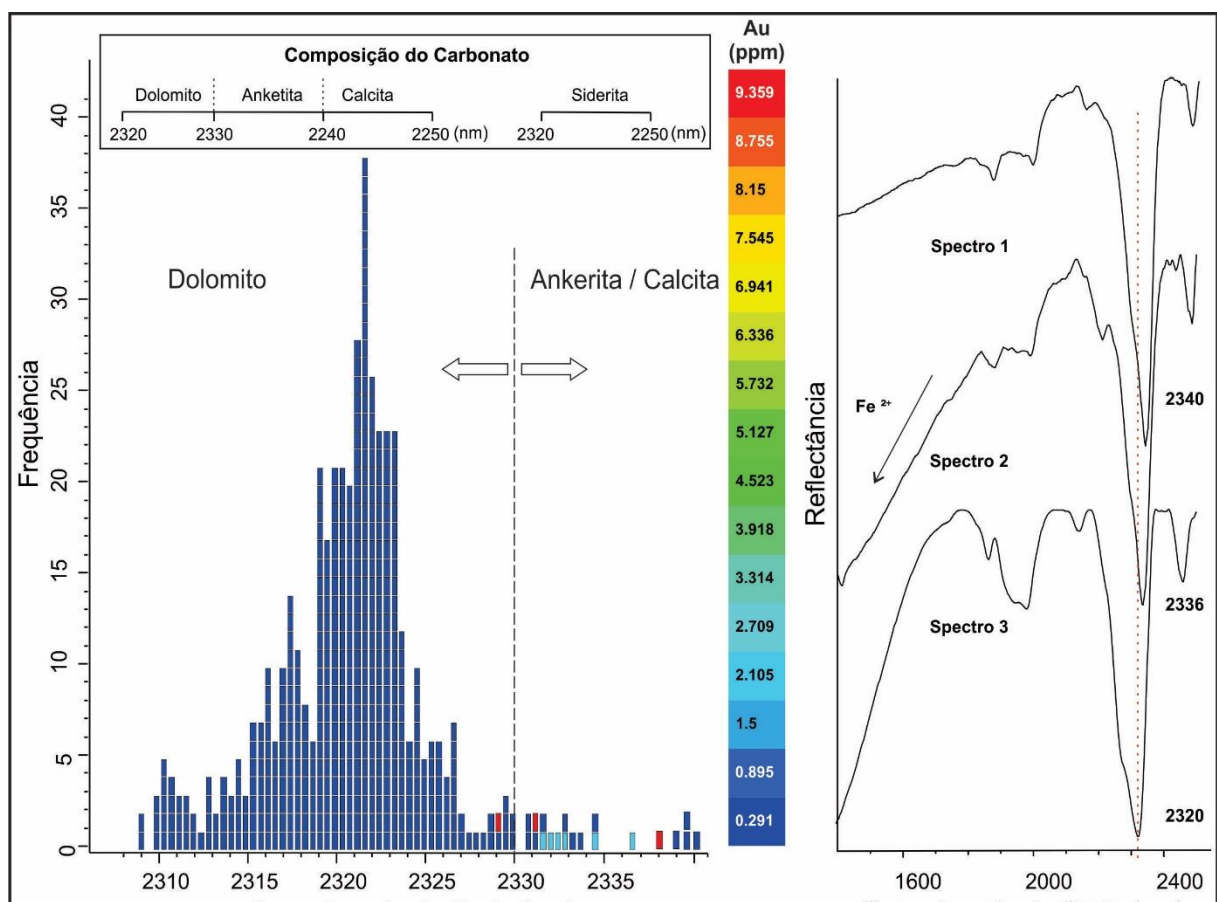 Composição do Carbonato
Dolomito Anketita Calcita Siderita
2320 2330 2240 2250 (nm) 2320 2250 (nm)
Frequência
0 5 10 15 20 25 30 35 40
Dolomito
Ankerita / Calcita
2310 2315 2320 2325 2330 2335
Au
(ppm)
9.359
8.755
8.15
7.545
6.941
6.336
5.732
5.127
4.523
3.918
3.314
2.709
2.105
1.5
0.895
0.291
Reflectância
Spectro 1
2340
Fe 2+
Spectro 2
2336
Spectro 3
2320
1600 2000 2400